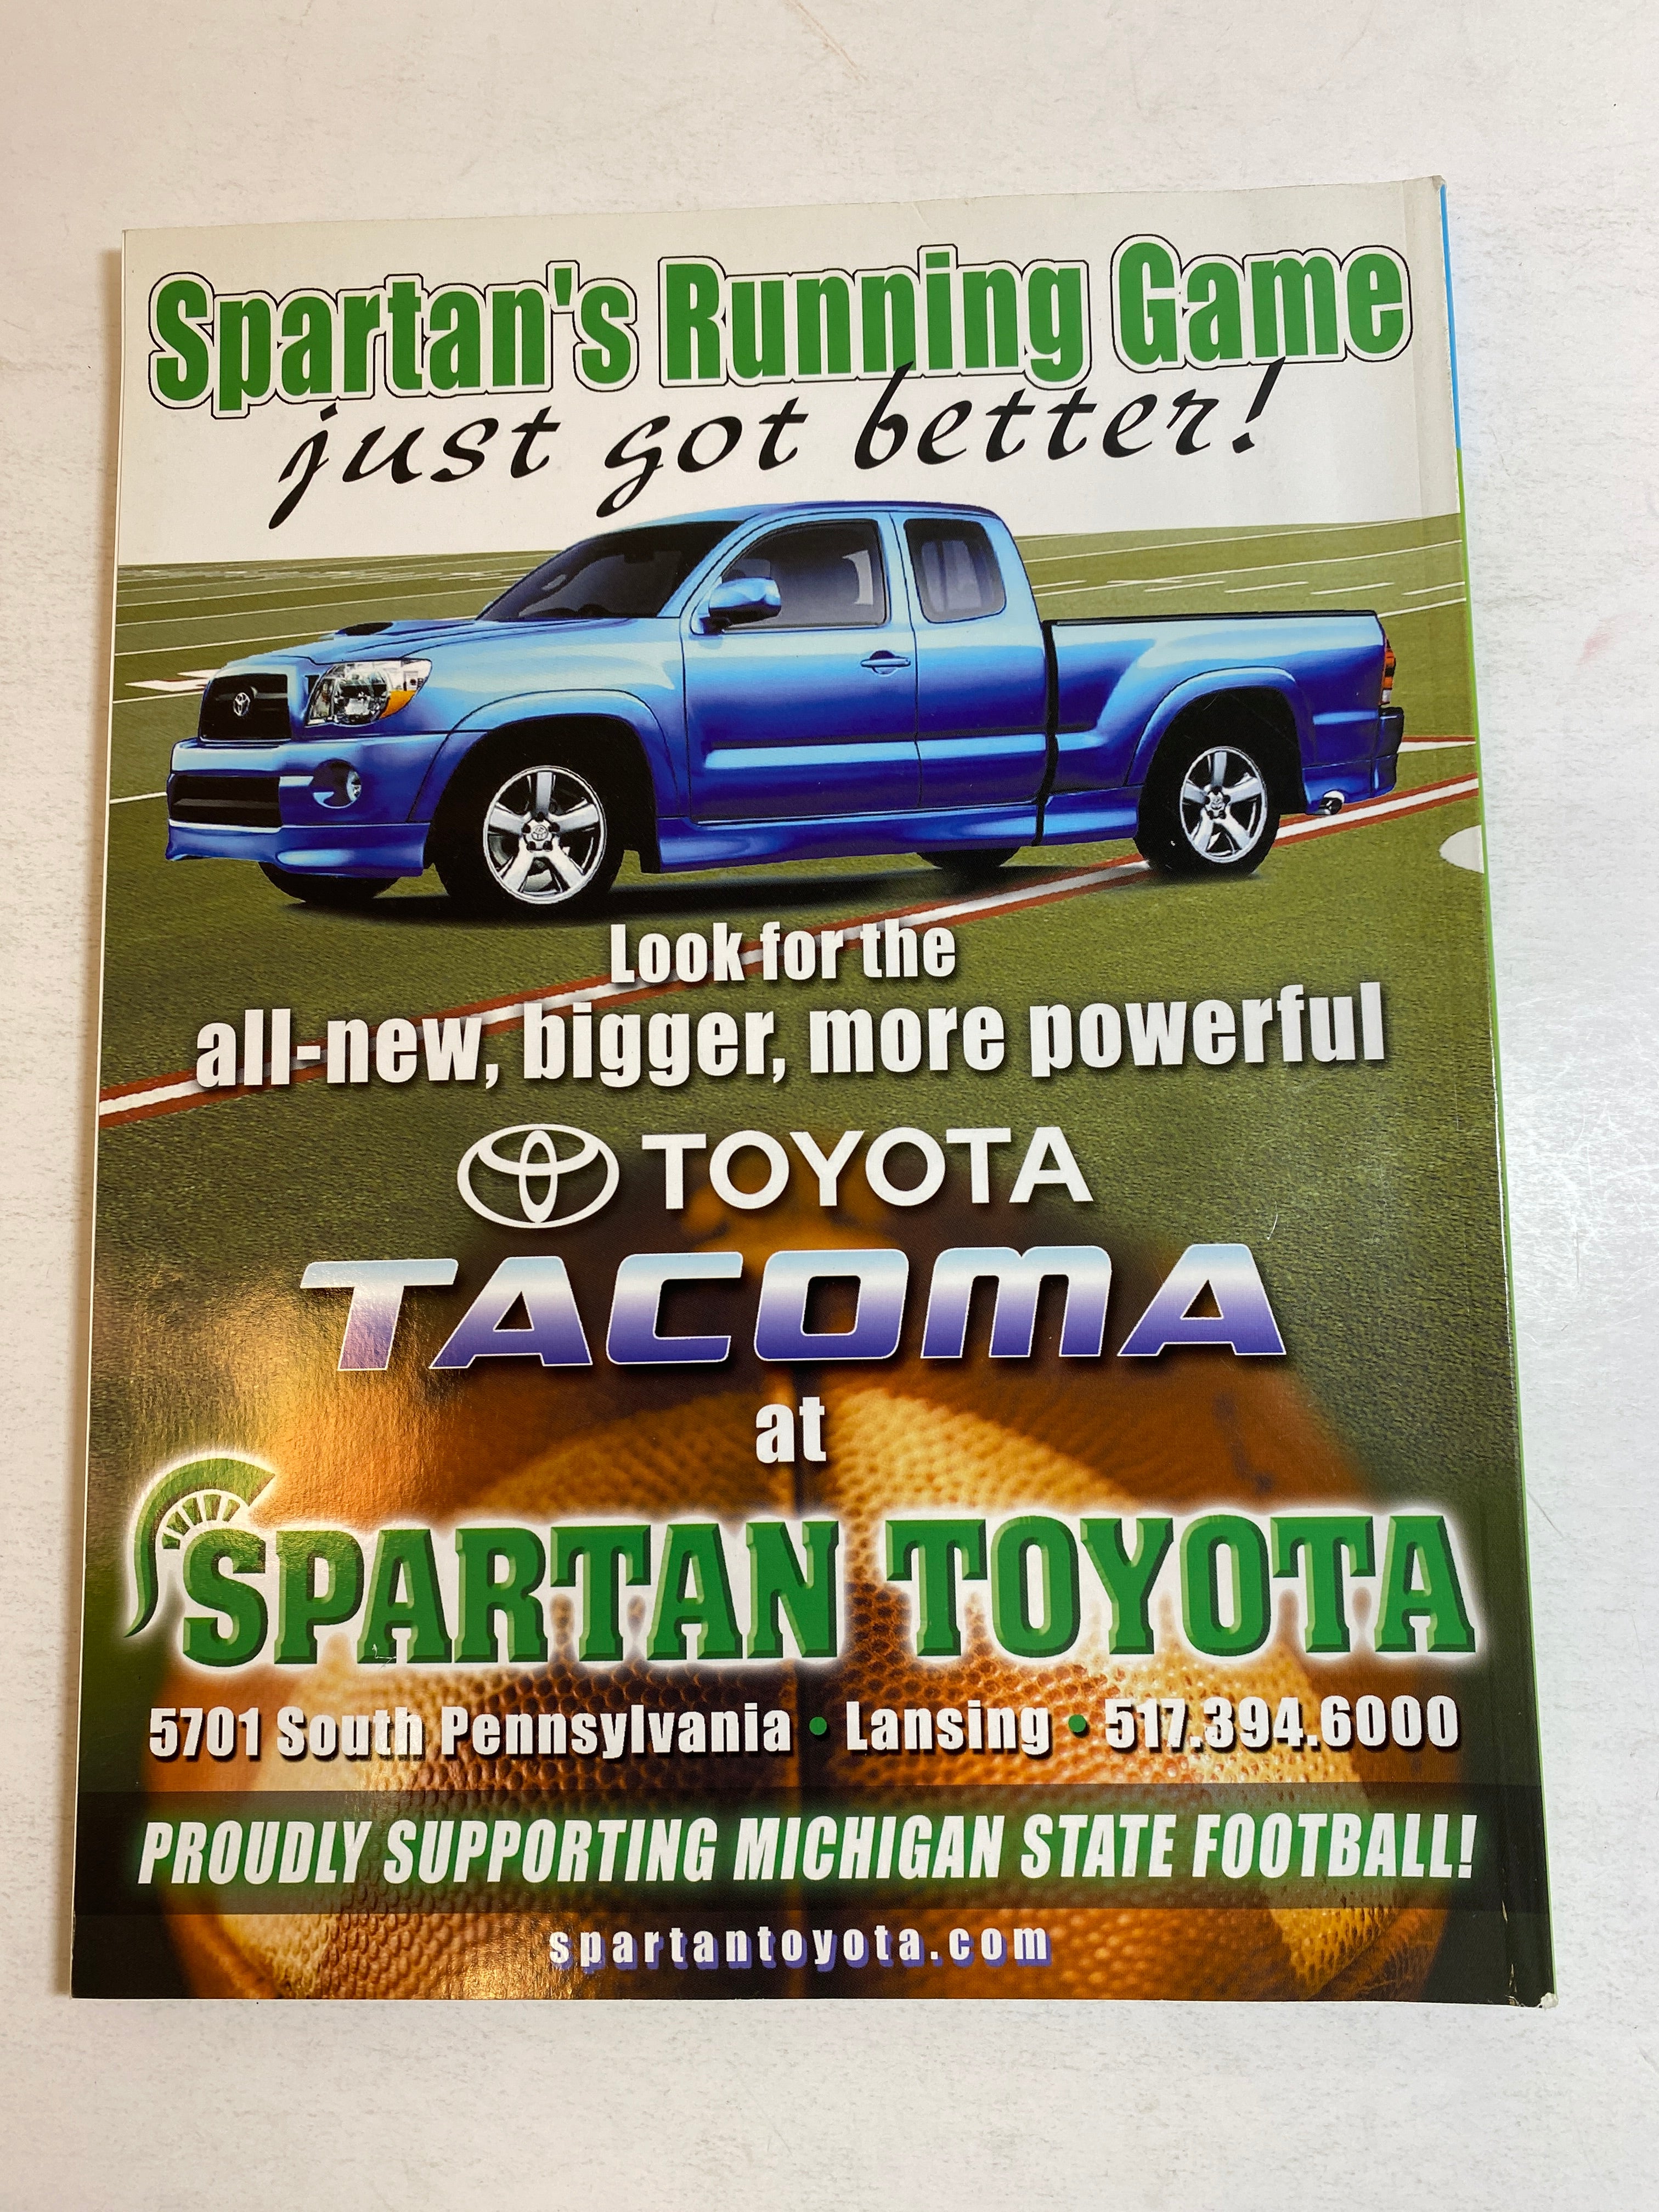 Spartan's Running Game
just got better!
Look for the
all-new, bigger, more powerful
TOYOTA
TACOMA
at
SPARTAN TOYOTA
5701 South Pennsylvania • Lansing • 517.394.6000
PROUDLY SUPPORTING MICHIGAN STATE FOOTBALL!
spartantoyota.com